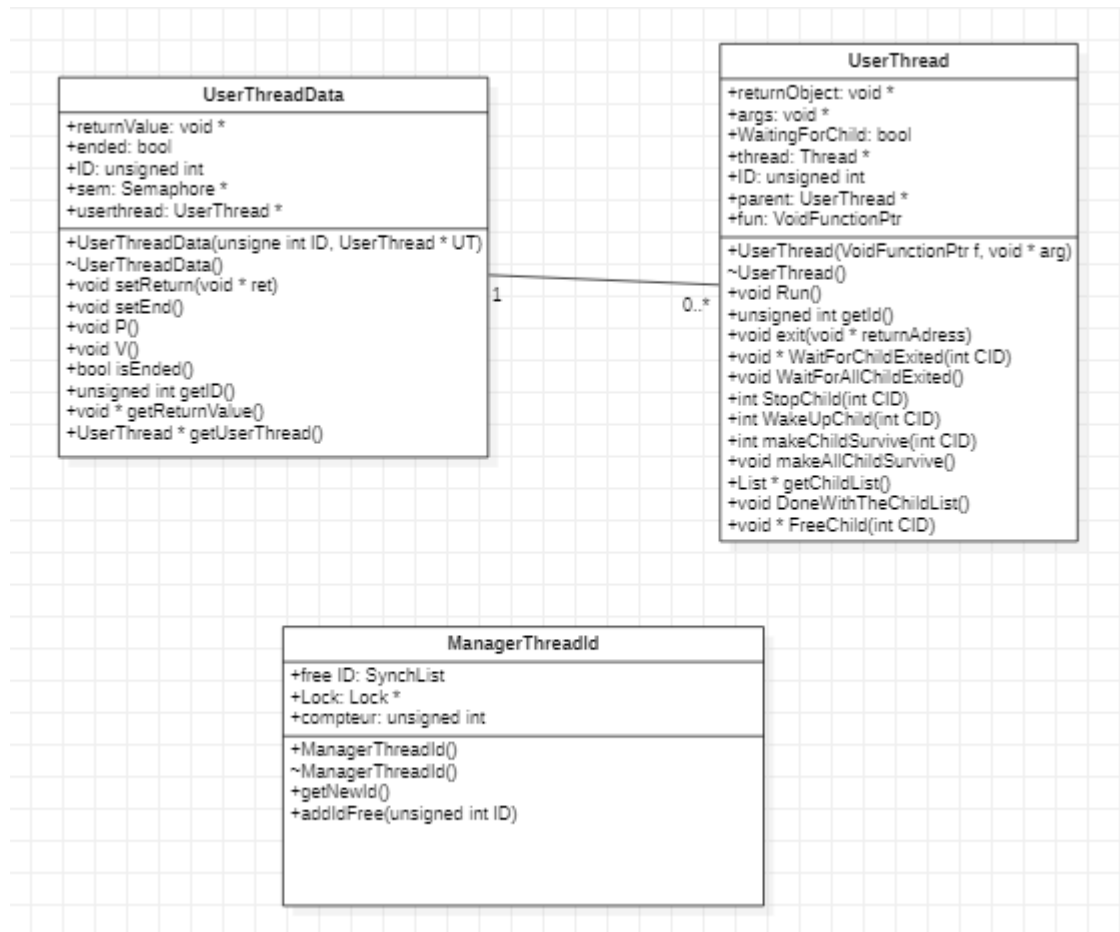 UserThreadData
+returnValue: void *
+ended: bool
+ID: unsigned int
+sem: Semaphore *
+userthread: UserThread *
+UserThreadData(unsigne int ID, UserThread * UT)
~UserThreadData()
+void setReturn(void * ret)
+void setEnd()
+void P()
+void V()
+bool isEnded()
+unsigned int getID()
+void * getReturnValue()
+UserThread * getUserThread()
1
0..*
UserThread
+returnObject: void *
+args: void *
+WaitingForChild: bool
+thread: Thread *
+ID: unsigned int
+parent: UserThread *
+fun: VoidFunctionPtr
+UserThread(VoidFunctionPtr f, void * arg)
~UserThread()
+void Run()
+unsigned int getId()
+void exit(void * returnAdress)
+void * WaitForChildExited(int CID)
+void WaitForAllChildExited()
+int StopChild(int CID)
+int WakeUpChild(int CID)
+int makeChildSurvive(int CID)
+void makeAllChildSurvive()
+List * getChildList()
+void DoneWithTheChildList()
+void * FreeChild(int CID)
ManagerThreadId
+free ID: SynchList
+Lock: Lock *
+compteur: unsigned int
+ManagerThreadId()
~ManagerThreadId()
+getNewId()
+addIdFree(unsigned int ID)